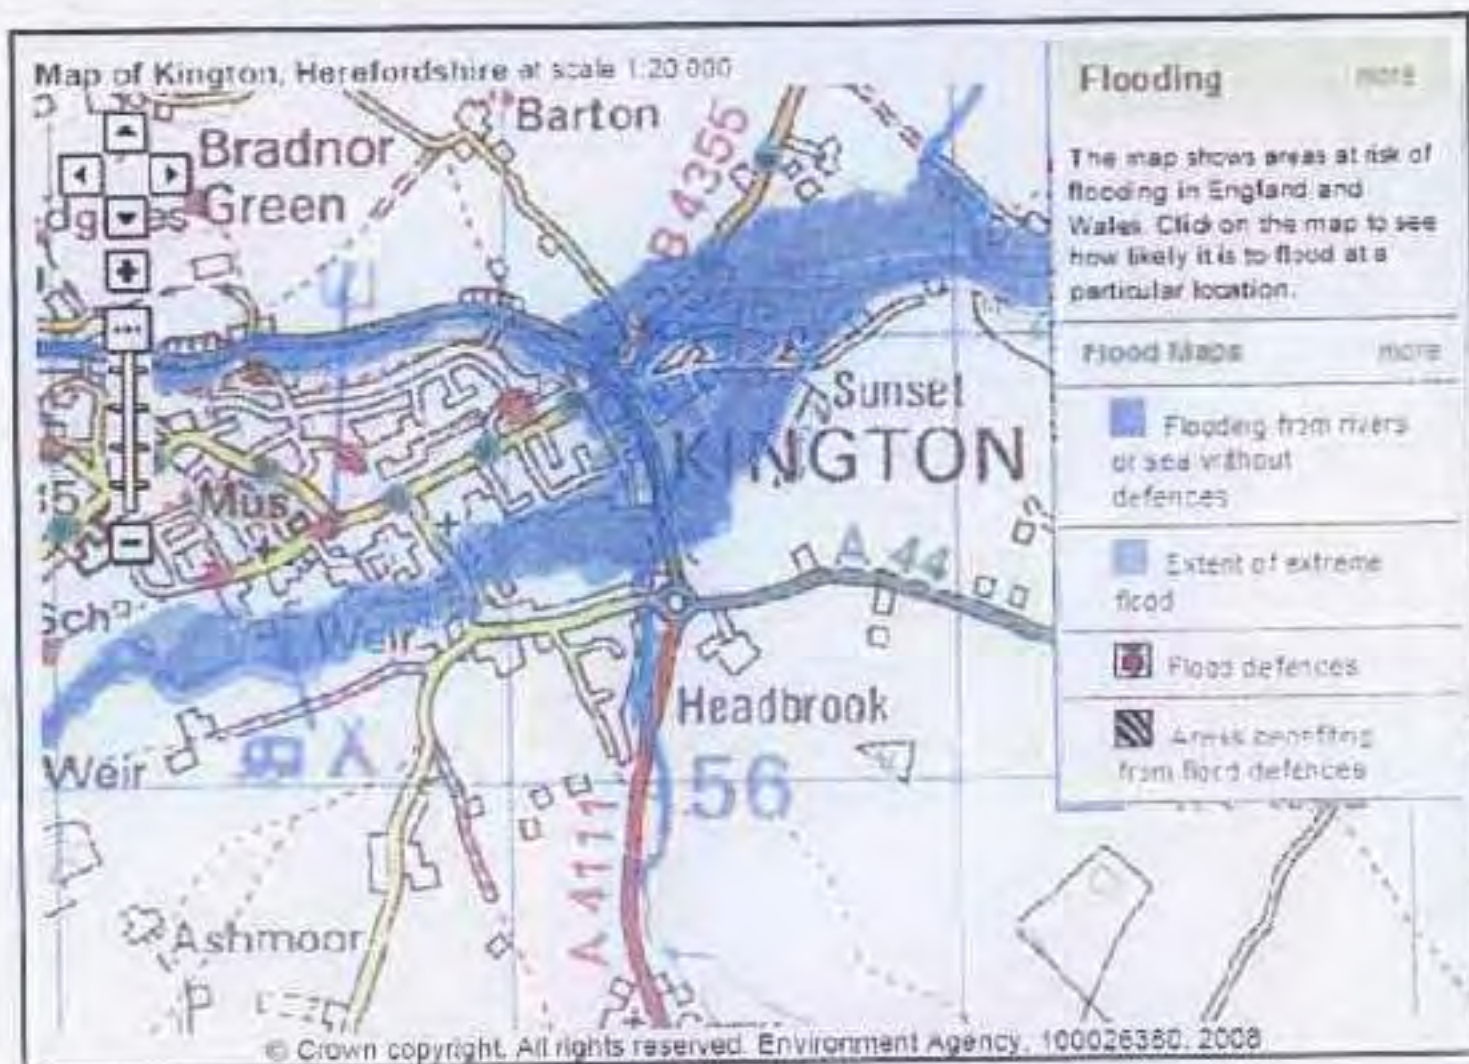 Map of Kington, Herefordshire at scale 1:20 000
Barton
Bradnor
Green
B 4355
Sunset
KINGTON
Mus
A 44
Sch
Weir
Headbrook
Weir
56
A 4111
Ashmoor
P
Flooding more
The map shows areas at risk of
flooding in England and
Wales. Click on the map to see
how likely it is to flood at a
particular location.
Flood Maps more
Flooding from rivers
or sea without
defences
Extent of extreme
flood
Flood defences
Areas benefiting
from flood defences
© Crown copyright. All rights reserved. Environment Agency, 100026380, 2008